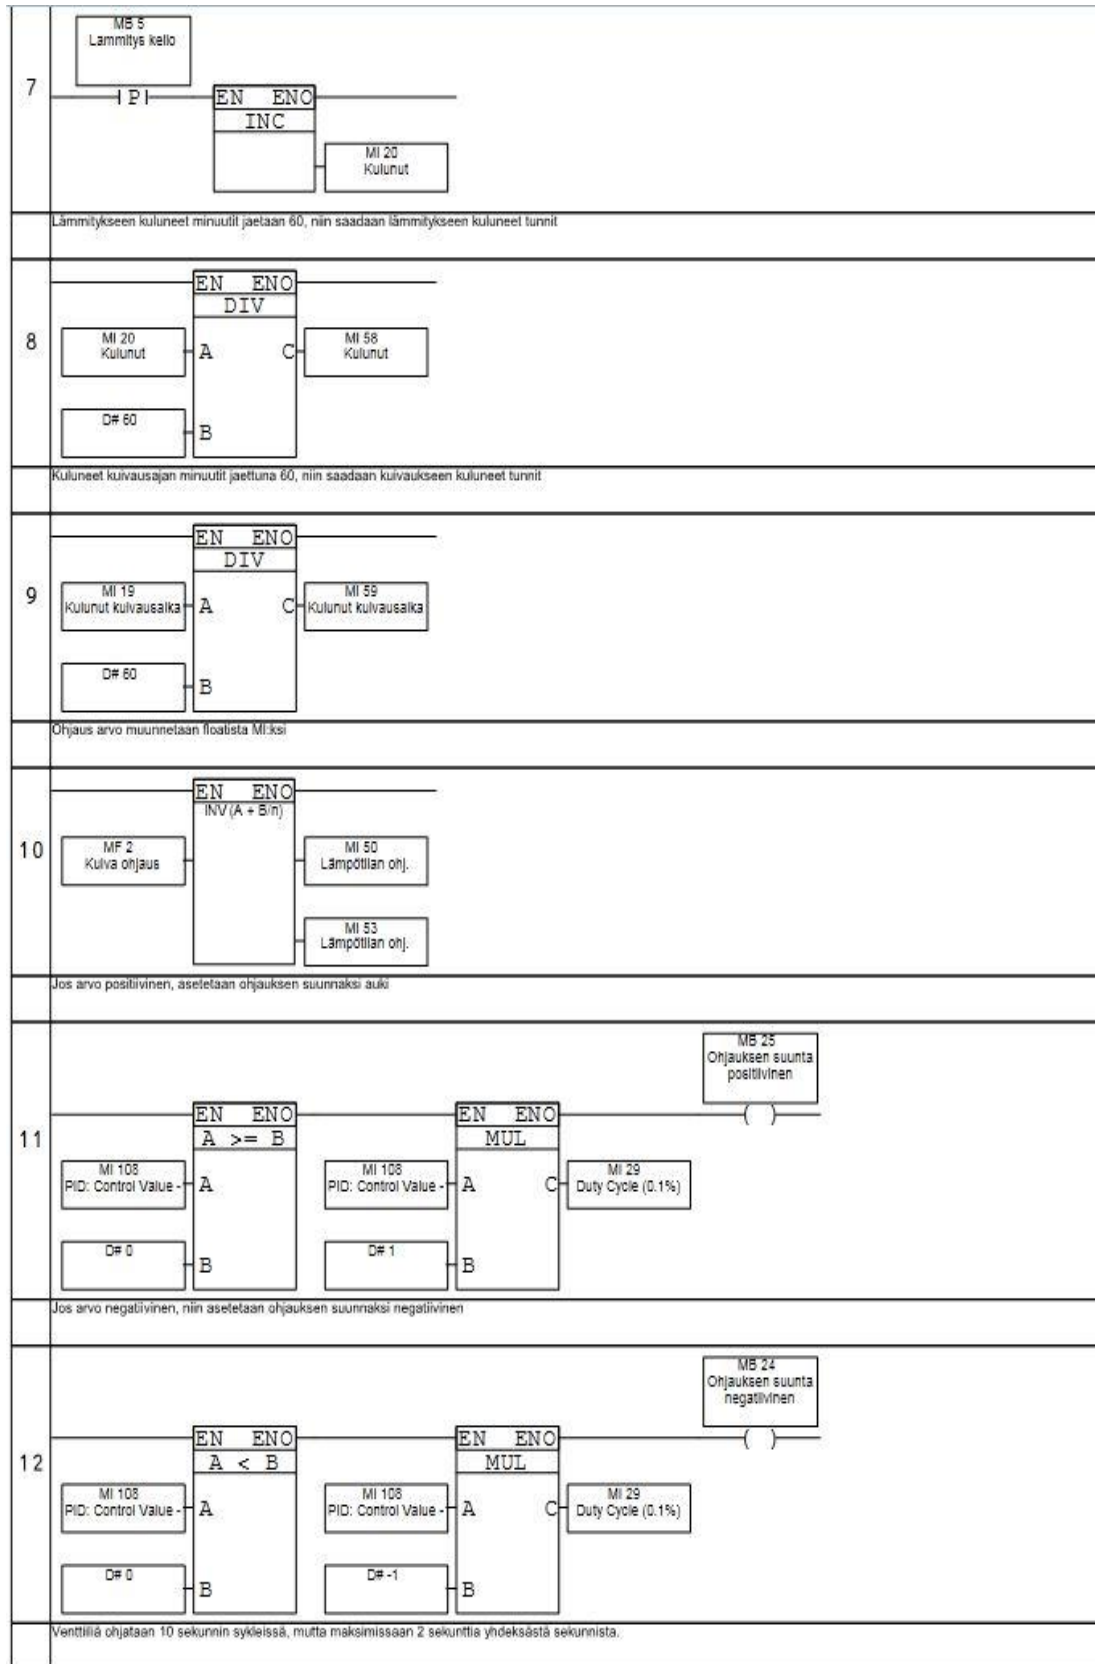 MB 5
Lammitys kello
7
P
EN ENO
INC
MI 20
Kulunut
Lämmitykseen kuluneet minuutit jaetaan 60, niin saadaan lämmitykseen kuluneet tunnit
8
EN ENO
DIV
MI 20
Kulunut
A
C
MI 58
Kulunut
D# 60
B
Kuluneet kuivausajan minuutit jaettuna 60, niin saadaan kuivaukseen kuluneet tunnit
9
EN ENO
DIV
MI 19
Kulunut kuivausaika
A
C
MI 59
Kulunut kuivausaika
D# 60
B
Ohjaus arvo muunnetaan floatista MI:ksi
10
EN ENO
INV (A + B/n)
MF 2
Kuiva ohjaus
MI 50
Lämpötilan ohj.
MI 53
Lämpötilan ohj.
Jos arvo positiivinen, asetetaan ohjauksen suunnaksi auki
MB 25
Ohjauksen suunta
positiivinen
11
EN ENO
A >= B
EN ENO
MUL
( )
MI 108
PID: Control Value -
A
MI 108
PID: Control Value -
A
C
MI 29
Duty Cycle (0.1%)
D# 0
B
D# 1
B
Jos arvo negatiivinen, niin asetetaan ohjauksen suunnaksi negatiivinen
MB 24
Ohjauksen suunta
negatiivinen
12
EN ENO
A < B
EN ENO
MUL
( )
MI 108
PID: Control Value -
A
MI 108
PID: Control Value -
A
C
MI 29
Duty Cycle (0.1%)
D# 0
B
D# -1
B
Venttiiliä ohjataan 10 sekunnin sykleissä, mutta maksimissaan 2 sekunttia yhdeksästä sekunnista.